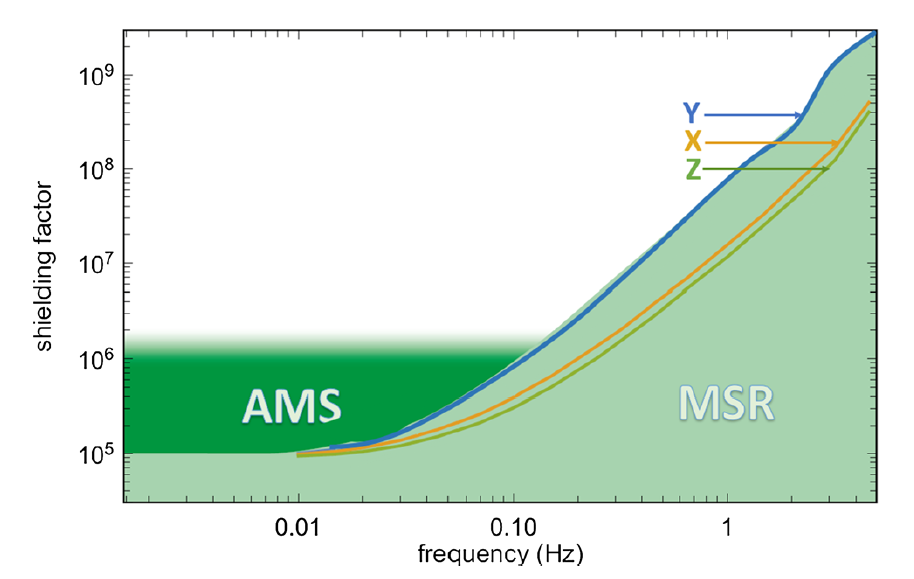 10⁹
Y
X
10⁸
Z
10⁷
shielding factor
10⁶
AMS
MSR
10⁵
0.01
0.10
1
frequency (Hz)